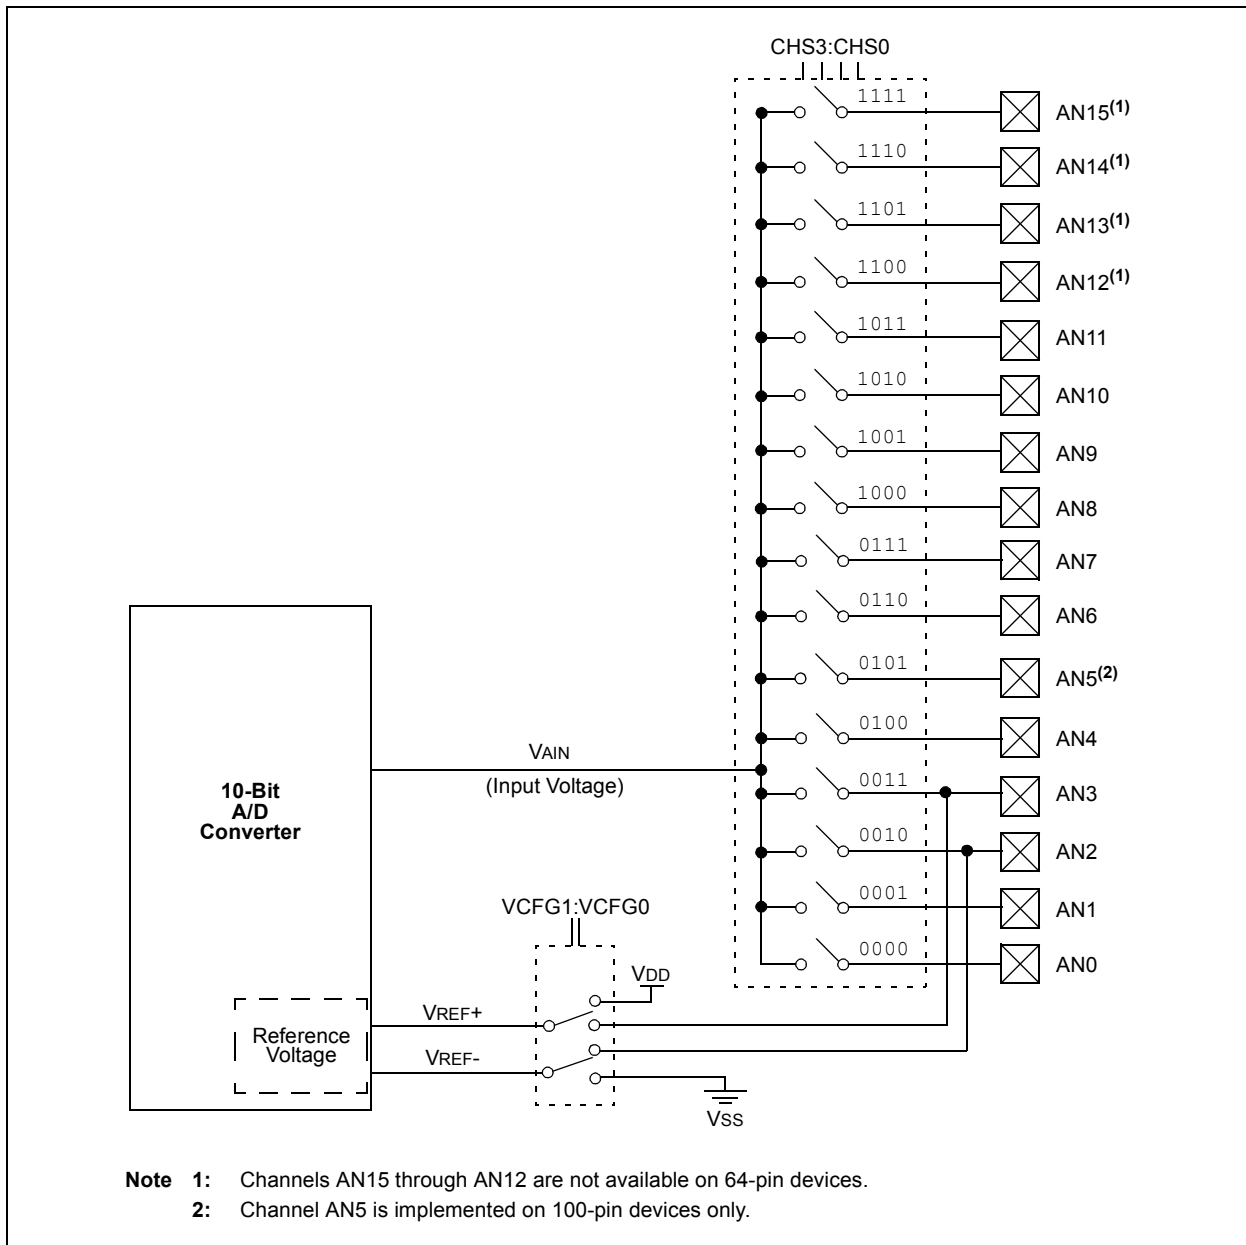 CHS3:CHS0
1111 AN15(1)
1110 AN14(1)
1101 AN13(1)
1100 AN12(1)
1011 AN11
1010 AN10
1001 AN9
1000 AN8
0111 AN7
0110 AN6
0101 AN5(2)
0100 AN4
VAIN
(Input Voltage)
0011 AN3
10-Bit
A/D
Converter
0010 AN2
0001 AN1
VCFG1:VCFG0
0000 AN0
VDD
VREF+
Reference
Voltage
VREF-
VSS
Note 1: Channels AN15 through AN12 are not available on 64-pin devices.
2: Channel AN5 is implemented on 100-pin devices only.